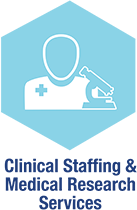 Clinical Staffing &
Medical Research
Services